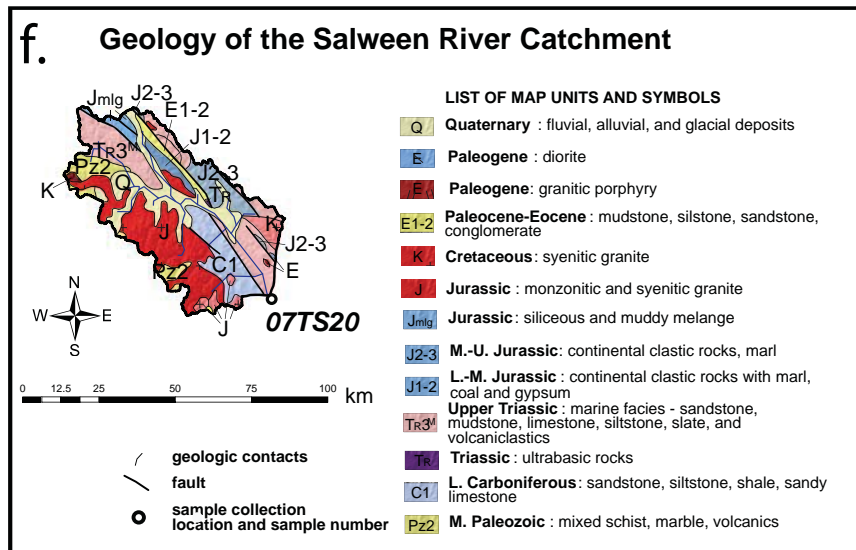 f. Geology of the Salween River Catchment
Jmlg
J2-3
E1-2
J1-2
TR3M
Pz2
Q
J2-3
TR
K
J
K
J2-3
C1
E
Pz2
J
07TS20
N
W E
S
0 12.5 25 50 75 100
km
geologic contacts
fault
sample collection
location and sample number
LIST OF MAP UNITS AND SYMBOLS
Q Quaternary : fluvial, alluvial, and glacial deposits
E Paleogene: diorite
E Paleogene: granitic porphyry
E1-2 Paleocene-Eocene : mudstone, silstone, sandstone,
conglomerate
K Cretaceous: syenitic granite
J Jurassic: monzonitic and syenitic granite
Jmlg Jurassic: siliceous and muddy melange
J2-3 M.-U. Jurassic: continental clastic rocks, marl
J1-2 L.-M. Jurassic: continental clastic rocks with marl,
coal and gypsum
TR3M Upper Triassic: marine facies - sandstone,
mudstone, limestone, siltstone, slate, and
volcaniclastics
TR Triassic: ultrabasic rocks
C1 L. Carboniferous: sandstone, siltstone, shale, sandy
limestone
Pz2 M. Paleozoic: mixed schist, marble, volcanics